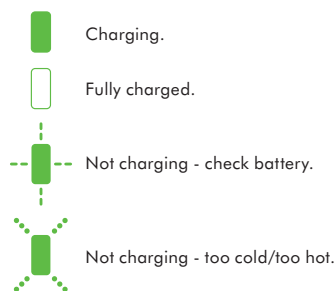 Charging.
Fully charged.
Not charging - check battery.
Not charging - too cold/too hot.